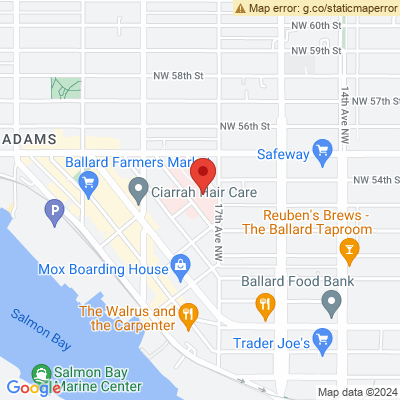 Map error: g.co/staticmaperror
NW 60th St
NW 59th St
NW 58th St
14th Ave NW
NW 57th St
NW 56th St
ADAMS
Safeway
Ballard Farmers Market
Ciarrah Hair Care
NW 54th St
17th Ave NW
P
Reuben's Brews -
The Ballard Taproom
Mox Boarding House
Ballard Food Bank
The Walrus and
the Carpenter
Salmon Bay
Trader Joe's
Salmon Bay
Marine Center
Google
Map data ©2024